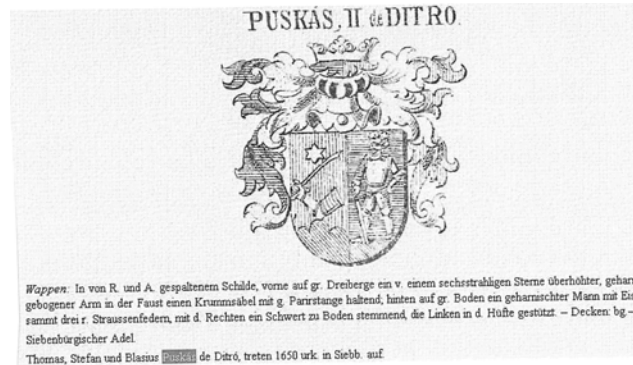 PUSKÁS, II de DITRO.
Wappen: In von R. und A. gespaltenem Schilde, vorne auf gr. Dreiberge ein v. einem sechsstrahligen Sterne überhöhter, gehar
gebogener Arm in der Faust einen Krummsäbel mit g. Parirstange haltend; hinten auf gr. Boden ein geharnischter Mann mit Eis
sammt drei r. Straussenfedern, mit d. Rechten ein Schwert zu Boden stemmend, die Linken in d. Hüfte gestützt. – Decken: bg.–
Siebenbürgischer Adel.
Thomas, Stefan und Blasius Puskás de Ditró, treten 1650 urk. in Siebb. auf.